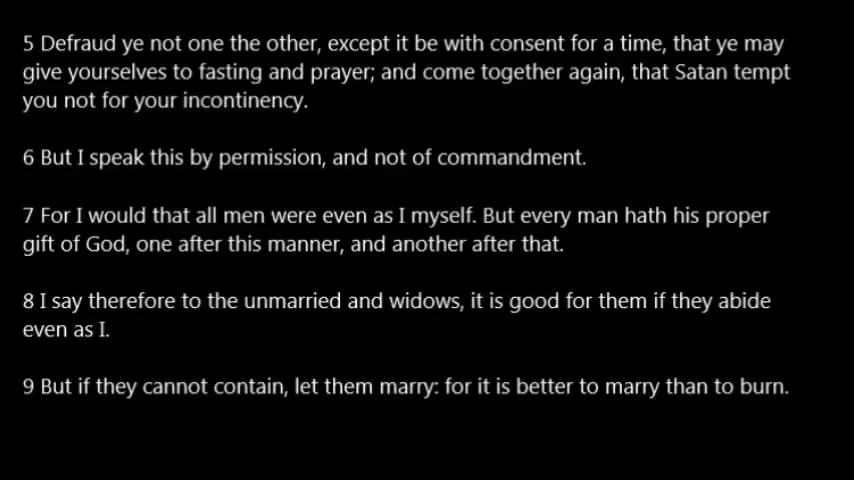 5 Defraud ye not one the other, except it be with consent for a time, that ye may
give yourselves to fasting and prayer; and come together again, that Satan tempt
you not for your incontinency.
6 But I speak this by permission, and not of commandment.
7 For I would that all men were even as I myself. But every man hath his proper
gift of God, one after this manner, and another after that.
8 I say therefore to the unmarried and widows, it is good for them if they abide
even as I.
9 But if they cannot contain, let them marry: for it is better to marry than to burn.